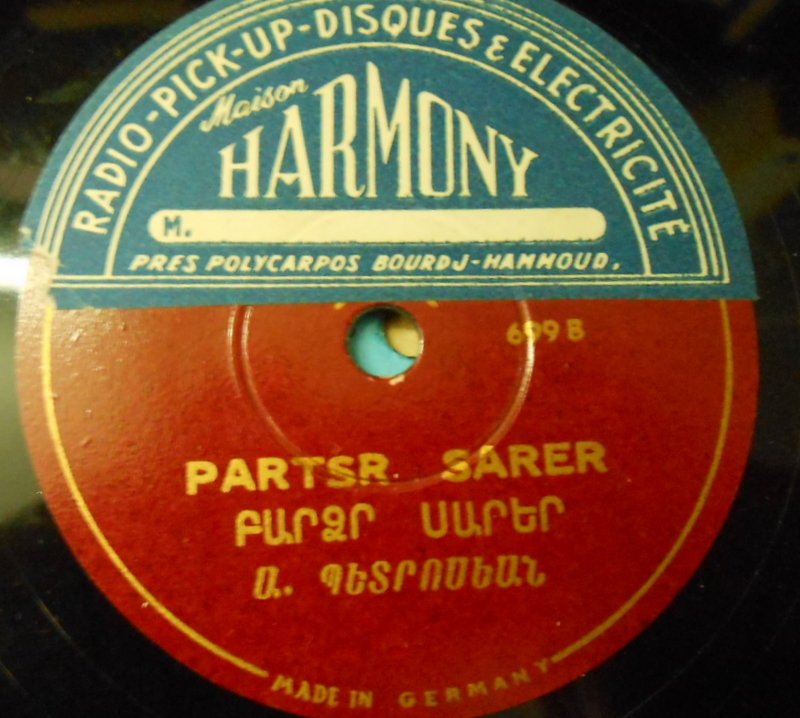 RADIO-PICK-UP-DISQUES & ELECTRICITÉ
Maison
HARMONY
M.
PRES POLYCARPOS BOURDJ-HAMMOUD.
699 B
PARTSR SARER
ԲԱՐՁՐ ՍԱՐԵՐ
Ա. ՊԵՏՐՈՍԵԱՆ
MADE IN GERMANY